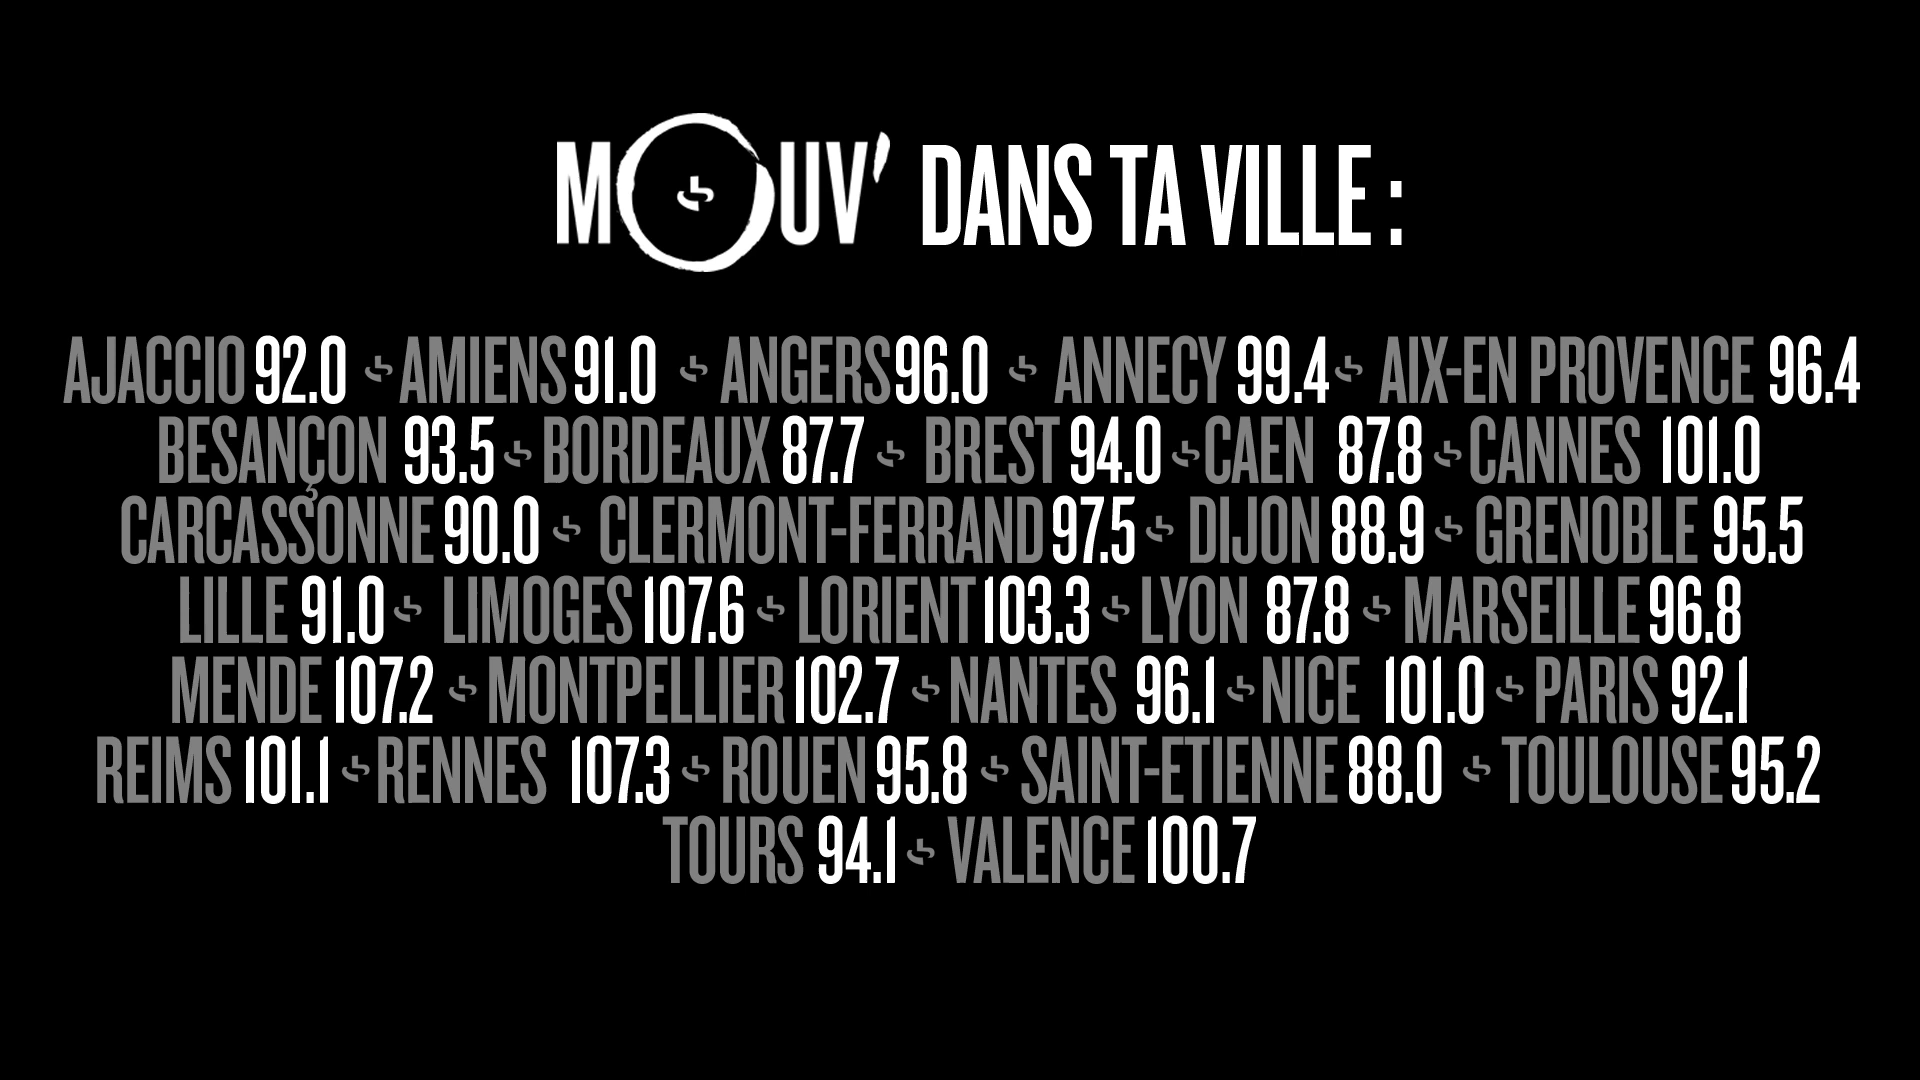 MOUV' DANS TA VILLE :
AJACCIO 92.0 AMIENS 91.0 ANGERS 96.0 ANNECY 99.4 AIX-EN PROVENCE 96.4
BESANÇON 93.5 BORDEAUX 87.7 BREST 94.0 CAEN 87.8 CANNES 101.0
CARCASSONNE 90.0 CLERMONT-FERRAND 97.5 DIJON 88.9 GRENOBLE 95.5
LILLE 91.0 LIMOGES 107.6 LORIENT 103.3 LYON 87.8 MARSEILLE 96.8
MENDE 107.2 MONTPELLIER 102.7 NANTES 96.1 NICE 101.0 PARIS 92.1
REIMS 101.1 RENNES 107.3 ROUEN 95.8 SAINT-ETIENNE 88.0 TOULOUSE 95.2
TOURS 94.1 VALENCE 100.7